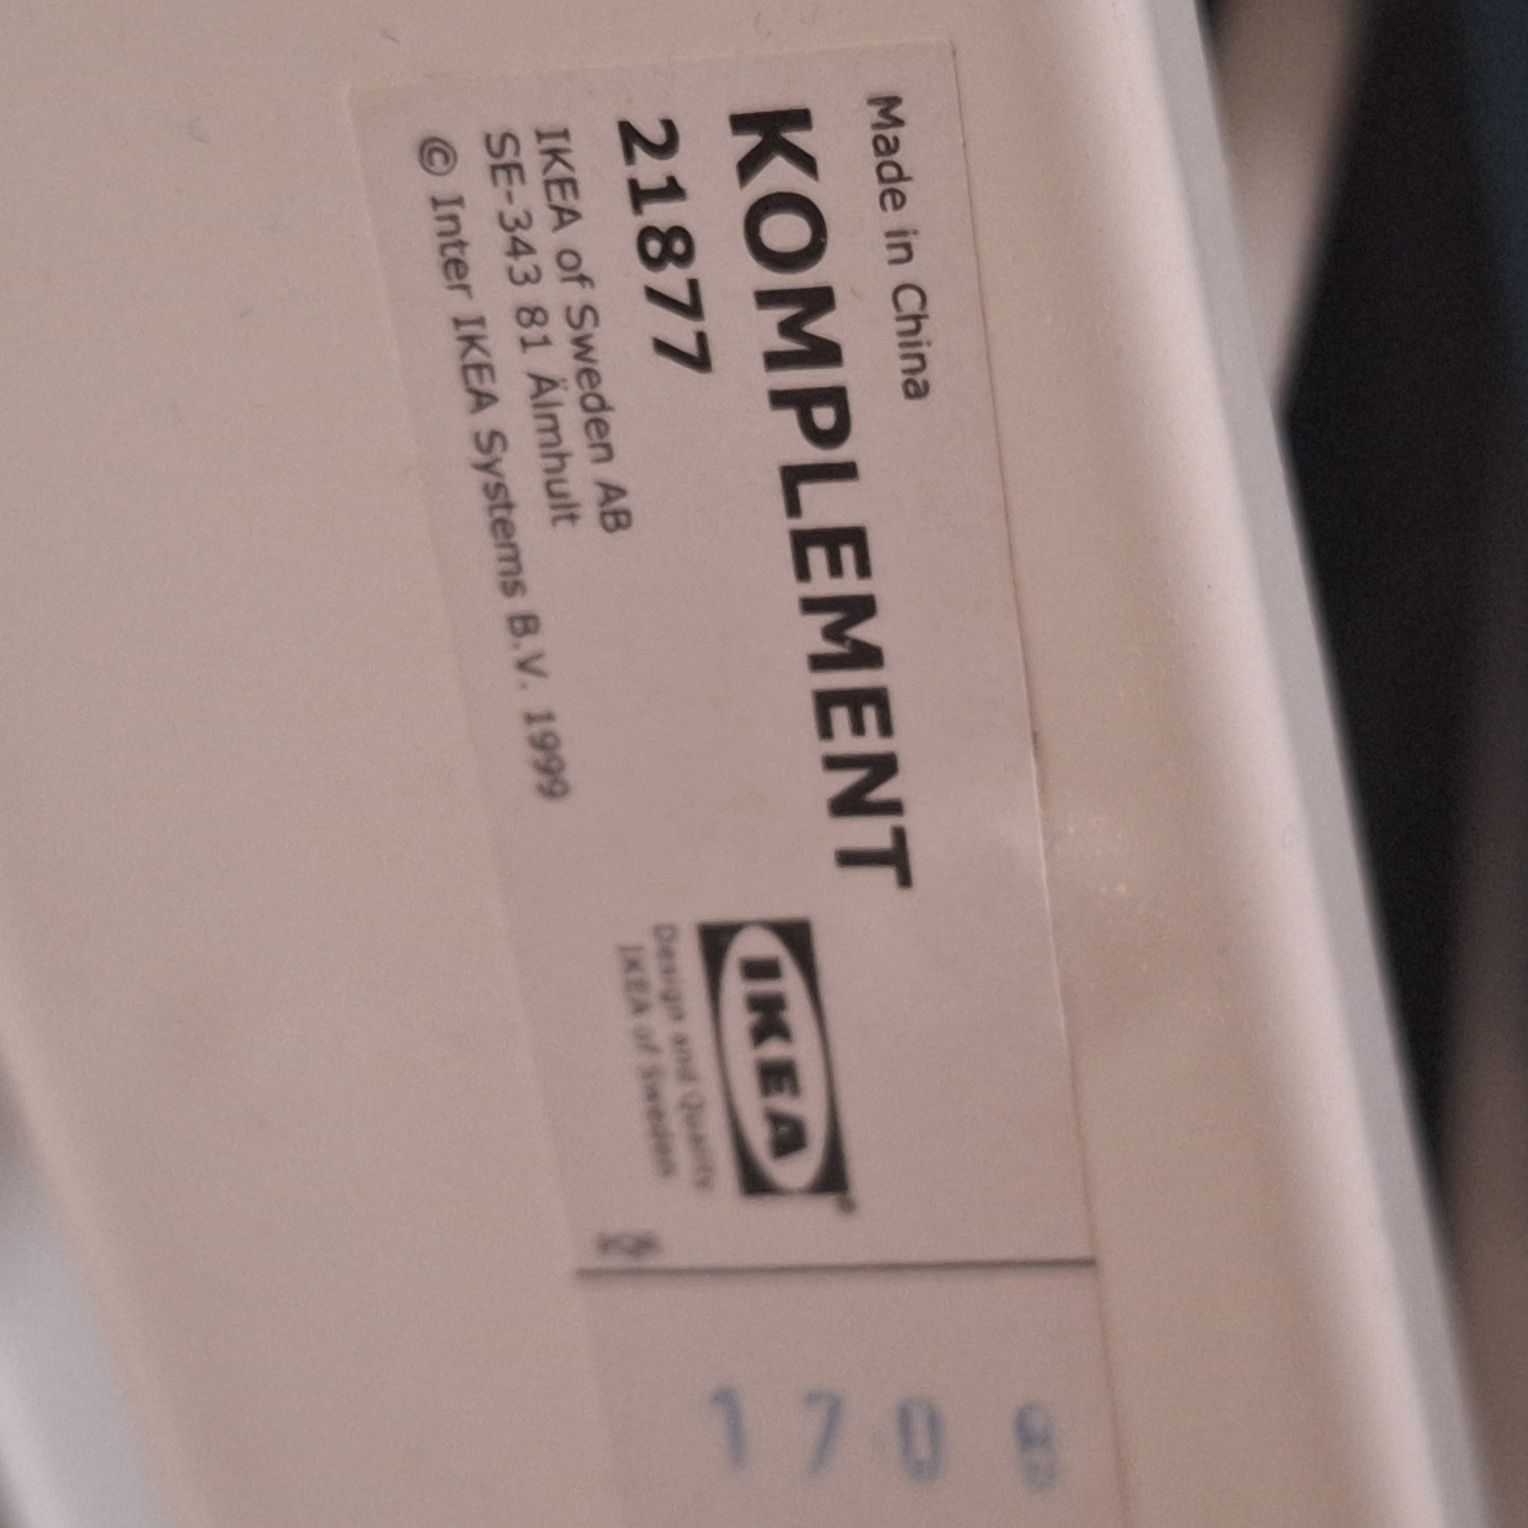 Made in China
KOMPLEMENT
21877
IKEA of Sweden AB
SE-343 81 Älmhult
© Inter IKEA Systems B.V. 1999
IKEA®
Design and Quality
IKEA of Sweden
170